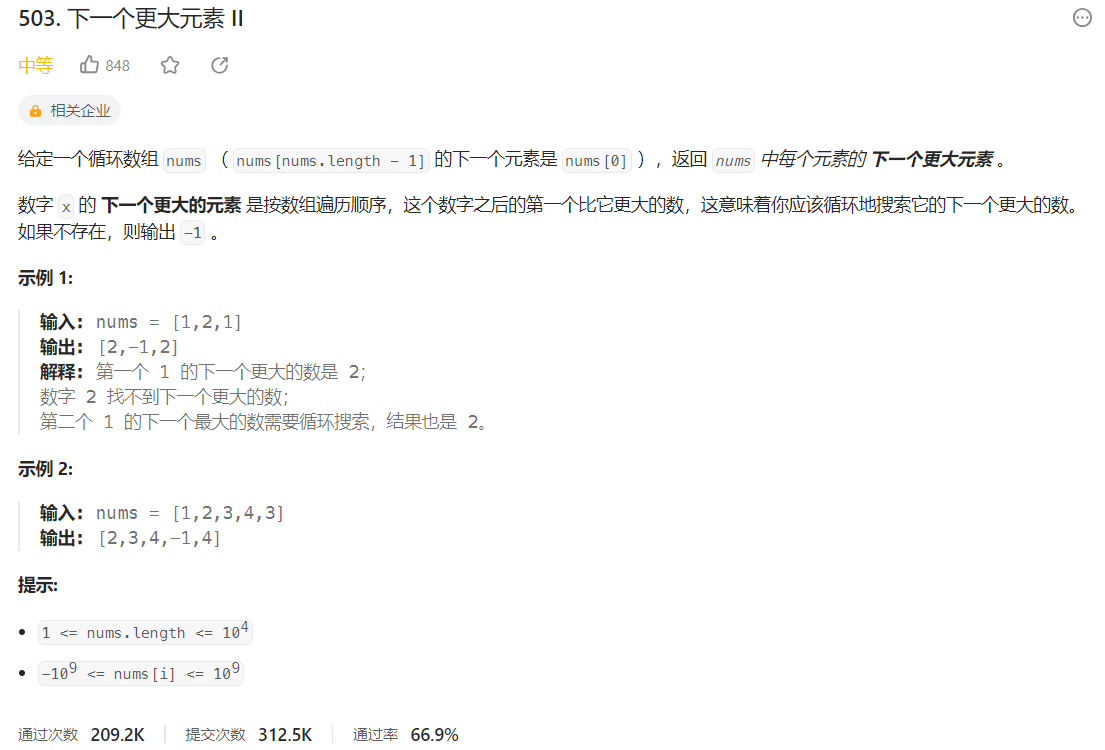 503. 下一个更大元素 II
中等 848
相关企业
给定一个循环数组 nums （ nums[nums.length - 1] 的下一个元素是 nums[0] ），返回 nums 中每个元素的 下一个更大元素 。
数字 x 的 下一个更大的元素 是按数组遍历顺序，这个数字之后的第一个比它更大的数，这意味着你应该循环地搜索它的下一个更大的数。
如果不存在，则输出 -1 。
示例 1:
输入: nums = [1,2,1]
输出: [2,-1,2]
解释: 第一个 1 的下一个更大的数是 2；
数字 2 找不到下一个更大的数；
第二个 1 的下一个最大的数需要循环搜索，结果也是 2。
示例 2:
输入: nums = [1,2,3,4,3]
输出: [2,3,4,-1,4]
提示:
• 1 <= nums.length <= 10⁴
• -10⁹ <= nums[i] <= 10⁹
通过次数 209.2K 提交次数 312.5K 通过率 66.9%